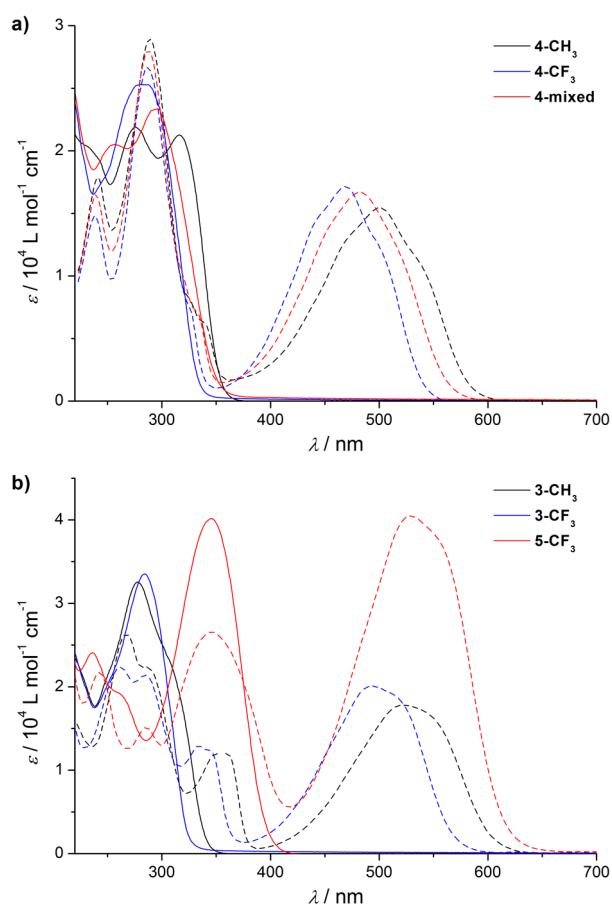 a)
4-CH₃
4-CF₃
4-mixed
ε / 10⁴ L mol⁻¹ cm⁻¹
3
2
1
0
300 400 500 600 700
λ / nm
b)
3-CH₃
3-CF₃
5-CF₃
ε / 10⁴ L mol⁻¹ cm⁻¹
4
3
2
1
0
300 400 500 600 700
λ / nm